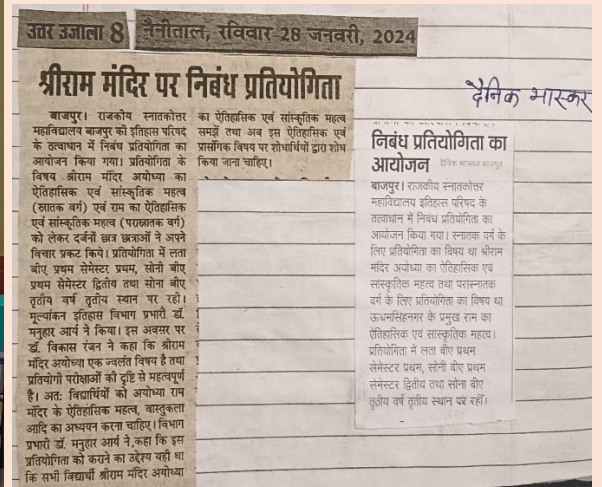 उत्तर उजाला 8
नैनीताल, रविवार 28 जनवरी, 2024
श्रीराम मंदिर पर निबंध प्रतियोगिता
बाजपुर। राजकीय स्नातकोत्तर
महाविद्यालय बाजपुर की इतिहास परिषद
के तत्वाधान में निबंध प्रतियोगिता का
आयोजन किया गया। प्रतियोगिता के
विषय श्रीराम मंदिर अयोध्या का
ऐतिहासिक एवं सांस्कृतिक महत्व
(स्नातक वर्ग) एवं राम का ऐतिहासिक
एवं सांस्कृतिक महत्व (परास्नातक वर्ग)
को लेकर दर्जनों छात्र छात्राओं ने अपने
विचार प्रकट किये। प्रतियोगिता में लता
बीए प्रथम सेमेस्टर प्रथम, सोनी बीए
प्रथम सेमेस्टर द्वितीय तथा सोना बीए
तृतीय वर्ष तृतीय स्थान पर रही।
मूल्यांकन इतिहास विभाग प्रभारी डॉ.
मनुहार आर्य ने किया। इस अवसर पर
डॉ. विकास रंजन ने कहा कि श्रीराम
मंदिर अयोध्या एक ज्वलंत विषय है तथा
प्रतियोगी परीक्षाओं की दृष्टि से महत्वपूर्ण
है। अतः विद्यार्थियों को अयोध्या राम
मंदिर के ऐतिहासिक महत्व, वास्तुकला
आदि का अध्ययन करना चाहिए। विभाग
प्रभारी डॉ. मनुहार आर्य ने कहा कि इस
प्रतियोगिता को कराने का उद्देश्य यही था
कि सभी विद्यार्थी श्रीराम मंदिर अयोध्या
का ऐतिहासिक एवं सांस्कृतिक महत्व
समझें तथा अब इस ऐतिहासिक एवं
प्रासंगिक विषय पर शोधार्थियों द्वारा शोध
किया जाना चाहिए।
दैनिक भास्कर
निबंध प्रतियोगिता का
आयोजन दैनिक भास्कर बाजपुर
बाजपुर। राजकीय स्नातकोत्तर
महाविद्यालय इतिहास परिषद के
तत्वाधान में निबंध प्रतियोगिता का
आयोजन किया गया। स्नातक वर्ग के
लिए प्रतियोगिता का विषय था श्रीराम
मंदिर अयोध्या का ऐतिहासिक एवं
सांस्कृतिक महत्व तथा परास्नातक
वर्ग के लिए प्रतियोगिता का विषय था
ऊधमसिंहनगर के प्रमुख राम का
ऐतिहासिक एवं सांस्कृतिक महत्व।
प्रतियोगिता में लता बीए प्रथम
सेमेस्टर प्रथम, सोनी बीए प्रथम
सेमेस्टर द्वितीय तथा सोना बीए
तृतीय वर्ष तृतीय स्थान पर रहीं।